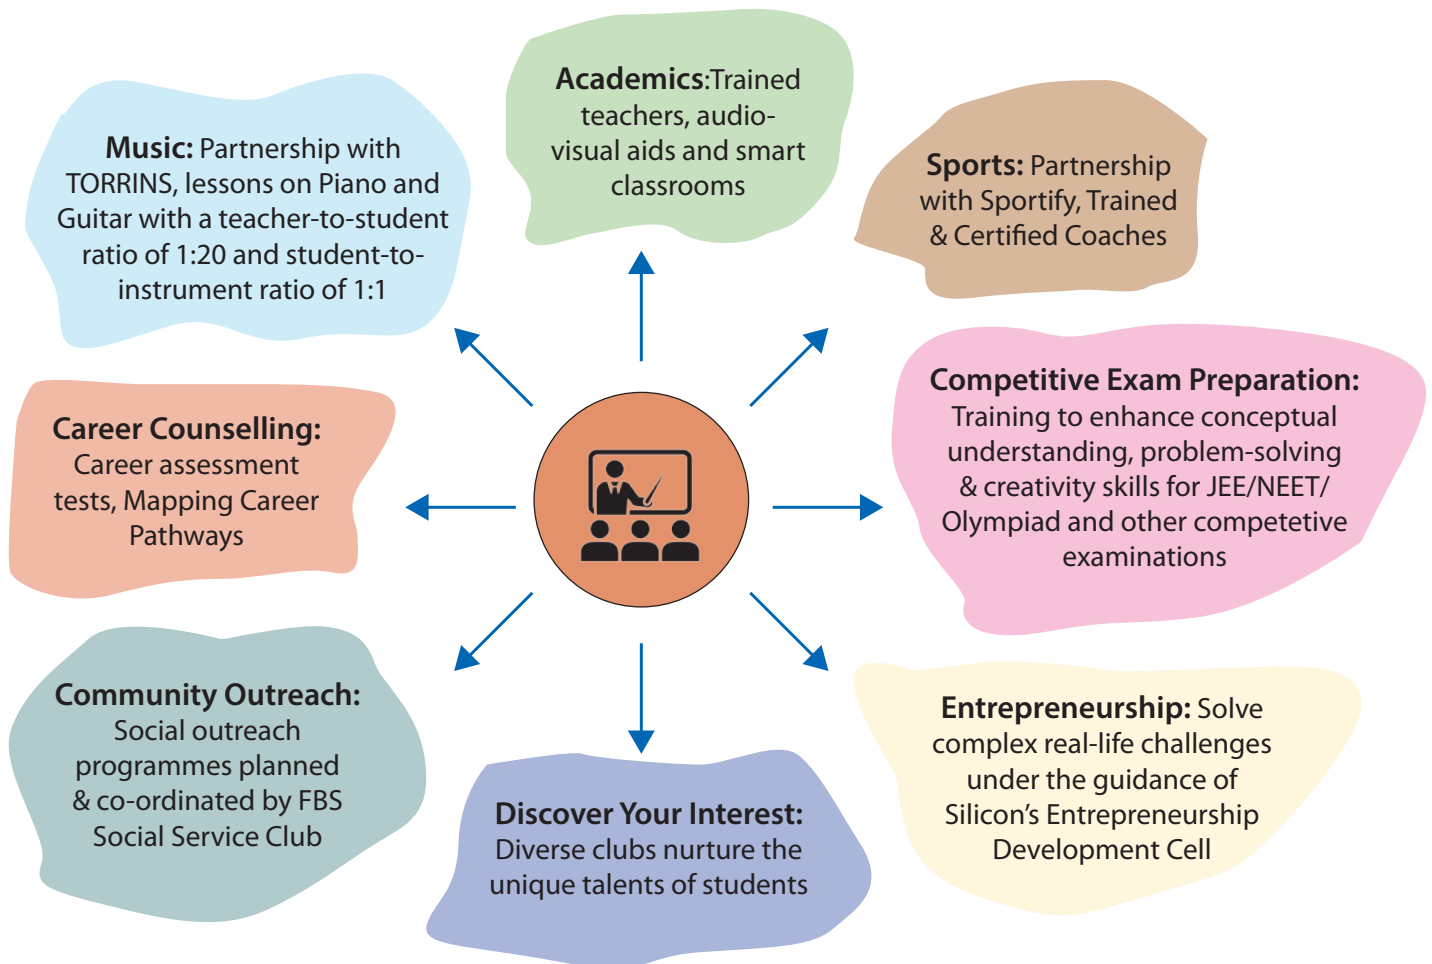 Academics:Trained
teachers, audio-
visual aids and smart
classrooms
Music: Partnership with
TORRINS, lessons on Piano and
Guitar with a teacher-to-student
ratio of 1:20 and student-to-
instrument ratio of 1:1
Sports: Partnership
with Sportify, Trained
& Certified Coaches
Career Counselling:
Career assessment
tests, Mapping Career
Pathways
Competitive Exam Preparation:
Training to enhance conceptual
understanding, problem-solving
& creativity skills for JEE/NEET/
Olympiad and other competetive
examinations
Community Outreach:
Social outreach
programmes planned
& co-ordinated by FBS
Social Service Club
Discover Your Interest:
Diverse clubs nurture the
unique talents of students
Entrepreneurship: Solve
complex real-life challenges
under the guidance of
Silicon's Entrepreneurship
Development Cell